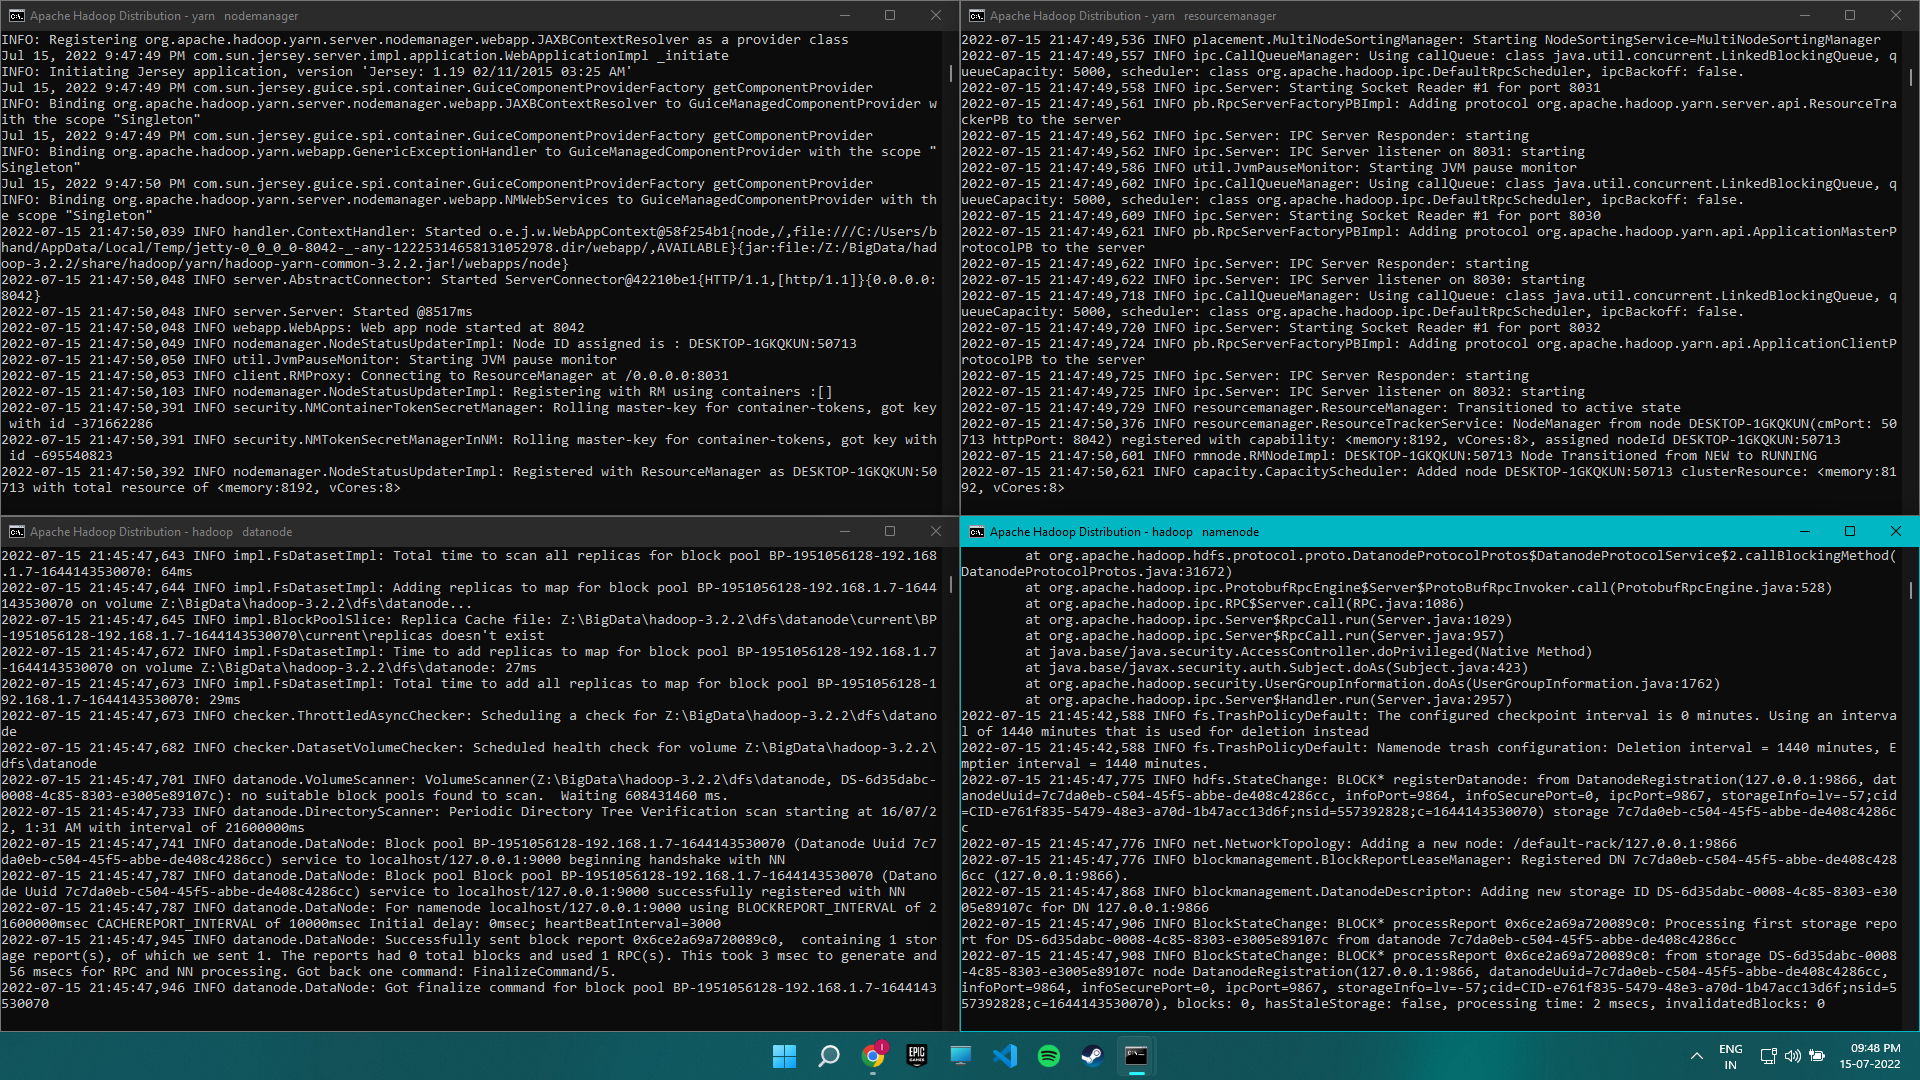 Apache Hadoop Distribution - yarn   nodemanager
INFO: Registering org.apache.hadoop.yarn.server.nodemanager.webapp.JAXBContextResolver as a provider class
Jul 15, 2022 9:47:49 PM com.sun.jersey.server.impl.application.WebApplicationImpl _initiate
INFO: Initiating Jersey application, version 'Jersey: 1.19 02/11/2015 03:25 AM'
Jul 15, 2022 9:47:49 PM com.sun.jersey.guice.spi.container.GuiceComponentProviderFactory getComponentProvider
INFO: Binding org.apache.hadoop.yarn.server.nodemanager.webapp.JAXBContextResolver to GuiceManagedComponentProvider w
ith the scope "Singleton"
Jul 15, 2022 9:47:49 PM com.sun.jersey.guice.spi.container.GuiceComponentProviderFactory getComponentProvider
INFO: Binding org.apache.hadoop.yarn.webapp.GenericExceptionHandler to GuiceManagedComponentProvider with the scope "
Singleton"
Jul 15, 2022 9:47:50 PM com.sun.jersey.guice.spi.container.GuiceComponentProviderFactory getComponentProvider
INFO: Binding org.apache.hadoop.yarn.server.nodemanager.webapp.NMWebServices to GuiceManagedComponentProvider with th
e scope "Singleton"
2022-07-15 21:47:50,039 INFO handler.ContextHandler: Started o.e.j.w.WebAppContext@58f254b1{node,/,file:///C:/Users/b
hand/AppData/Local/Temp/jetty-0_0_0_0-8042-_-any-12225314658131052978.dir/webapp/,AVAILABLE}{jar:file:/Z:/BigData/had
oop-3.2.2/share/hadoop/yarn/hadoop-yarn-common-3.2.2.jar!/webapps/node}
2022-07-15 21:47:50,048 INFO server.AbstractConnector: Started ServerConnector@42210be1{HTTP/1.1,[http/1.1]}{0.0.0.0:
8042}
2022-07-15 21:47:50,048 INFO server.Server: Started @8517ms
2022-07-15 21:47:50,048 INFO webapp.WebApps: Web app node started at 8042
2022-07-15 21:47:50,049 INFO nodemanager.NodeStatusUpdaterImpl: Node ID assigned is : DESKTOP-1GKQKUN:50713
2022-07-15 21:47:50,050 INFO util.JvmPauseMonitor: Starting JVM pause monitor
2022-07-15 21:47:50,053 INFO client.RMProxy: Connecting to ResourceManager at /0.0.0.0:8031
2022-07-15 21:47:50,103 INFO nodemanager.NodeStatusUpdaterImpl: Registering with RM using containers :[]
2022-07-15 21:47:50,391 INFO security.NMContainerTokenSecretManager: Rolling master-key for container-tokens, got key
 with id -371662286
2022-07-15 21:47:50,391 INFO security.NMTokenSecretManagerInNM: Rolling master-key for container-tokens, got key with
 id -695540823
2022-07-15 21:47:50,392 INFO nodemanager.NodeStatusUpdaterImpl: Registered with ResourceManager as DESKTOP-1GKQKUN:50
713 with total resource of <memory:8192, vCores:8>
Apache Hadoop Distribution - yarn   resourcemanager
2022-07-15 21:47:49,536 INFO placement.MultiNodeSortingManager: Starting NodeSortingService=MultiNodeSortingManager
2022-07-15 21:47:49,557 INFO ipc.CallQueueManager: Using callQueue: class java.util.concurrent.LinkedBlockingQueue, q
ueueCapacity: 5000, scheduler: class org.apache.hadoop.ipc.DefaultRpcScheduler, ipcBackoff: false.
2022-07-15 21:47:49,558 INFO ipc.Server: Starting Socket Reader #1 for port 8031
2022-07-15 21:47:49,561 INFO pb.RpcServerFactoryPBImpl: Adding protocol org.apache.hadoop.yarn.server.api.ResourceTra
ckerPB to the server
2022-07-15 21:47:49,562 INFO ipc.Server: IPC Server Responder: starting
2022-07-15 21:47:49,562 INFO ipc.Server: IPC Server listener on 8031: starting
2022-07-15 21:47:49,586 INFO util.JvmPauseMonitor: Starting JVM pause monitor
2022-07-15 21:47:49,602 INFO ipc.CallQueueManager: Using callQueue: class java.util.concurrent.LinkedBlockingQueue, q
ueueCapacity: 5000, scheduler: class org.apache.hadoop.ipc.DefaultRpcScheduler, ipcBackoff: false.
2022-07-15 21:47:49,609 INFO ipc.Server: Starting Socket Reader #1 for port 8030
2022-07-15 21:47:49,621 INFO pb.RpcServerFactoryPBImpl: Adding protocol org.apache.hadoop.yarn.api.ApplicationMasterP
rotocolPB to the server
2022-07-15 21:47:49,622 INFO ipc.Server: IPC Server Responder: starting
2022-07-15 21:47:49,622 INFO ipc.Server: IPC Server listener on 8030: starting
2022-07-15 21:47:49,718 INFO ipc.CallQueueManager: Using callQueue: class java.util.concurrent.LinkedBlockingQueue, q
ueueCapacity: 5000, scheduler: class org.apache.hadoop.ipc.DefaultRpcScheduler, ipcBackoff: false.
2022-07-15 21:47:49,720 INFO ipc.Server: Starting Socket Reader #1 for port 8032
2022-07-15 21:47:49,724 INFO pb.RpcServerFactoryPBImpl: Adding protocol org.apache.hadoop.yarn.api.ApplicationClientP
rotocolPB to the server
2022-07-15 21:47:49,725 INFO ipc.Server: IPC Server Responder: starting
2022-07-15 21:47:49,725 INFO ipc.Server: IPC Server listener on 8032: starting
2022-07-15 21:47:49,729 INFO resourcemanager.ResourceManager: Transitioned to active state
2022-07-15 21:47:50,376 INFO resourcemanager.ResourceTrackerService: NodeManager from node DESKTOP-1GKQKUN(cmPort: 50
713 httpPort: 8042) registered with capability: <memory:8192, vCores:8>, assigned nodeId DESKTOP-1GKQKUN:50713
2022-07-15 21:47:50,601 INFO rmnode.RMNodeImpl: DESKTOP-1GKQKUN:50713 Node Transitioned from NEW to RUNNING
2022-07-15 21:47:50,621 INFO capacity.CapacityScheduler: Added node DESKTOP-1GKQKUN:50713 clusterResource: <memory:81
92, vCores:8>
Apache Hadoop Distribution - hadoop   datanode
2022-07-15 21:45:47,643 INFO impl.FsDatasetImpl: Total time to scan all replicas for block pool BP-1951056128-192.168
.1.7-1644143530070: 64ms
2022-07-15 21:45:47,644 INFO impl.FsDatasetImpl: Adding replicas to map for block pool BP-1951056128-192.168.1.7-1644
143530070 on volume Z:\BigData\hadoop-3.2.2\dfs\datanode...
2022-07-15 21:45:47,645 INFO impl.BlockPoolSlice: Replica Cache file: Z:\BigData\hadoop-3.2.2\dfs\datanode\current\BP
-1951056128-192.168.1.7-1644143530070\current\replicas doesn't exist
2022-07-15 21:45:47,672 INFO impl.FsDatasetImpl: Time to add replicas to map for block pool BP-1951056128-192.168.1.7
-1644143530070 on volume Z:\BigData\hadoop-3.2.2\dfs\datanode: 27ms
2022-07-15 21:45:47,673 INFO impl.FsDatasetImpl: Total time to add all replicas to map for block pool BP-1951056128-1
92.168.1.7-1644143530070: 29ms
2022-07-15 21:45:47,673 INFO checker.ThrottledAsyncChecker: Scheduling a check for Z:\BigData\hadoop-3.2.2\dfs\datano
de
2022-07-15 21:45:47,682 INFO checker.DatasetVolumeChecker: Scheduled health check for volume Z:\BigData\hadoop-3.2.2\
dfs\datanode
2022-07-15 21:45:47,701 INFO datanode.VolumeScanner: VolumeScanner(Z:\BigData\hadoop-3.2.2\dfs\datanode, DS-6d35dabc-
0008-4c85-8303-e3005e89107c): no suitable block pools found to scan.  Waiting 608431460 ms.
2022-07-15 21:45:47,733 INFO datanode.DirectoryScanner: Periodic Directory Tree Verification scan starting at 16/07/2
2, 1:31 AM with interval of 21600000ms
2022-07-15 21:45:47,741 INFO datanode.DataNode: Block pool BP-1951056128-192.168.1.7-1644143530070 (Datanode Uuid 7c7
da0eb-c504-45f5-abbe-de408c4286cc) service to localhost/127.0.0.1:9000 beginning handshake with NN
2022-07-15 21:45:47,787 INFO datanode.DataNode: Block pool Block pool BP-1951056128-192.168.1.7-1644143530070 (Datano
de Uuid 7c7da0eb-c504-45f5-abbe-de408c4286cc) service to localhost/127.0.0.1:9000 successfully registered with NN
2022-07-15 21:45:47,787 INFO datanode.DataNode: For namenode localhost/127.0.0.1:9000 using BLOCKREPORT_INTERVAL of 2
1600000msec CACHEREPORT_INTERVAL of 10000msec Initial delay: 0msec; heartBeatInterval=3000
2022-07-15 21:45:47,945 INFO datanode.DataNode: Successfully sent block report 0x6ce2a69a720089c0,  containing 1 stor
age report(s), of which we sent 1. The reports had 0 total blocks and used 1 RPC(s). This took 3 msec to generate and
 56 msecs for RPC and NN processing. Got back one command: FinalizeCommand/5.
2022-07-15 21:45:47,946 INFO datanode.DataNode: Got finalize command for block pool BP-1951056128-192.168.1.7-1644143
530070
Apache Hadoop Distribution - hadoop   namenode
at org.apache.hadoop.hdfs.protocol.proto.DatanodeProtocolProtos$DatanodeProtocolService$2.callBlockingMethod(
DatanodeProtocolProtos.java:31672)
at org.apache.hadoop.ipc.ProtobufRpcEngine$Server$ProtoBufRpcInvoker.call(ProtobufRpcEngine.java:528)
at org.apache.hadoop.ipc.RPC$Server.call(RPC.java:1086)
at org.apache.hadoop.ipc.Server$RpcCall.run(Server.java:1029)
at org.apache.hadoop.ipc.Server$RpcCall.run(Server.java:957)
at java.base/java.security.AccessController.doPrivileged(Native Method)
at java.base/javax.security.auth.Subject.doAs(Subject.java:423)
at org.apache.hadoop.security.UserGroupInformation.doAs(UserGroupInformation.java:1762)
at org.apache.hadoop.ipc.Server$Handler.run(Server.java:2957)
2022-07-15 21:45:42,588 INFO fs.TrashPolicyDefault: The configured checkpoint interval is 0 minutes. Using an interva
l of 1440 minutes that is used for deletion instead
2022-07-15 21:45:42,588 INFO fs.TrashPolicyDefault: Namenode trash configuration: Deletion interval = 1440 minutes, E
mptier interval = 1440 minutes.
2022-07-15 21:45:47,775 INFO hdfs.StateChange: BLOCK* registerDatanode: from DatanodeRegistration(127.0.0.1:9866, dat
anodeUuid=7c7da0eb-c504-45f5-abbe-de408c4286cc, infoPort=9864, infoSecurePort=0, ipcPort=9867, storageInfo=lv=-57;cid
=CID-e761f835-5479-48e3-a70d-1b47acc13d6f;nsid=557392828;c=1644143530070) storage 7c7da0eb-c504-45f5-abbe-de408c4286c
c
2022-07-15 21:45:47,776 INFO net.NetworkTopology: Adding a new node: /default-rack/127.0.0.1:9866
2022-07-15 21:45:47,776 INFO blockmanagement.BlockReportLeaseManager: Registered DN 7c7da0eb-c504-45f5-abbe-de408c428
6cc (127.0.0.1:9866).
2022-07-15 21:45:47,868 INFO blockmanagement.DatanodeDescriptor: Adding new storage ID DS-6d35dabc-0008-4c85-8303-e30
05e89107c for DN 127.0.0.1:9866
2022-07-15 21:45:47,906 INFO BlockStateChange: BLOCK* processReport 0x6ce2a69a720089c0: Processing first storage repo
rt for DS-6d35dabc-0008-4c85-8303-e3005e89107c from datanode 7c7da0eb-c504-45f5-abbe-de408c4286cc
2022-07-15 21:45:47,908 INFO BlockStateChange: BLOCK* processReport 0x6ce2a69a720089c0: from storage DS-6d35dabc-0008
-4c85-8303-e3005e89107c node DatanodeRegistration(127.0.0.1:9866, datanodeUuid=7c7da0eb-c504-45f5-abbe-de408c4286cc,
infoPort=9864, infoSecurePort=0, ipcPort=9867, storageInfo=lv=-57;cid=CID-e761f835-5479-48e3-a70d-1b47acc13d6f;nsid=5
57392828;c=1644143530070), blocks: 0, hasStaleStorage: false, processing time: 2 msecs, invalidatedBlocks: 0
1
EPIC
GAMES
ENG
IN
09:48 PM
15-07-2022